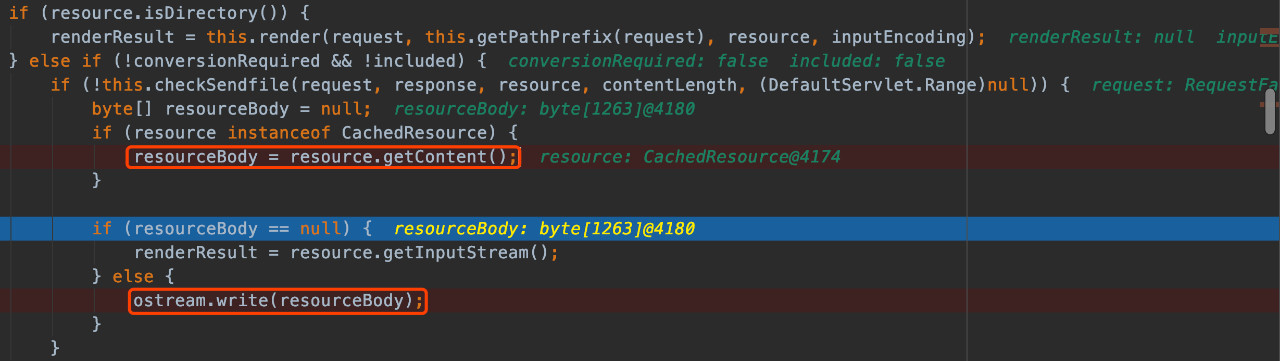 if (resource.isDirectory()) {
renderResult = this.render(request, this.getPathPrefix(request), resource, inputEncoding); renderResult: null
} else if (!conversionRequired && !included) { conversionRequired: false included: false
if (!this.checkSendfile(request, response, resource, contentLength, (DefaultServlet.Range)null)) { request:
byte[] resourceBody = null; resourceBody: byte[1263]@4180
if (resource instanceof CachedResource) {
resourceBody = resource.getContent(); resource: CachedResource@4174
}
if (resourceBody == null) { resourceBody: byte[1263]@4180
renderResult = resource.getInputStream();
} else {
ostream.write(resourceBody);
}
}